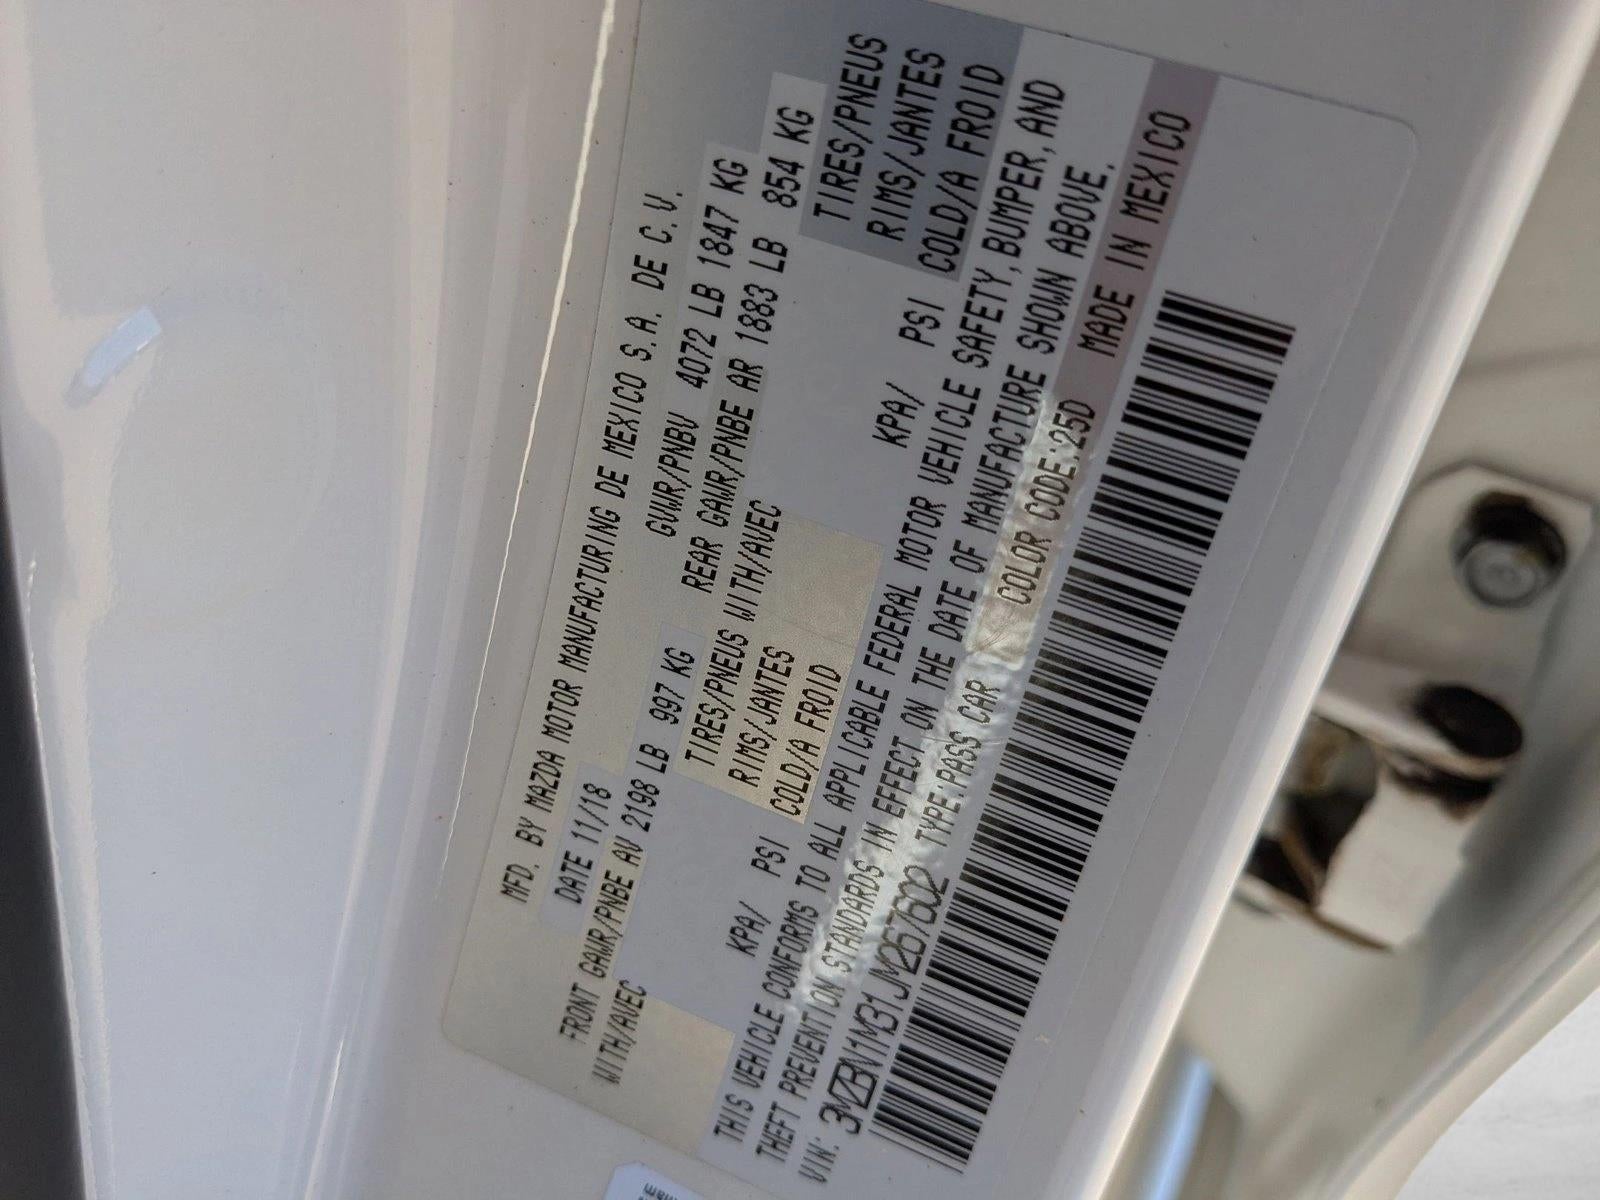 MFD. BY MAZDA MOTOR MANUFACTURING DE MEXICO S.A. DE C.V.
DATE 11/18 GVWR/PNBV 4072 LB 1847 KG
FRONT GAWR/PNBE AV 2198 LB 997 KG REAR GAWR/PNBE AR 1883 LB 854 KG
WITH/AVEC TIRES/PNEUS WITH/AVEC TIRES/PNEUS
RIMS/JANTES RIMS/JANTES
KPA/ PSI COLD/A FROID KPA/ PSI COLD/A FROID
THIS VEHICLE CONFORMS TO ALL APPLICABLE FEDERAL MOTOR VEHICLE SAFETY,BUMPER,AND
THEFT PREVENTION STANDARDS IN EFFECT ON THE DATE OF MANUFACTURE SHOWN ABOVE.
VIN: 3MZBN1M31JM267602 TYPE:PASS CAR COLOR CODE:25D MADE IN MEXICO